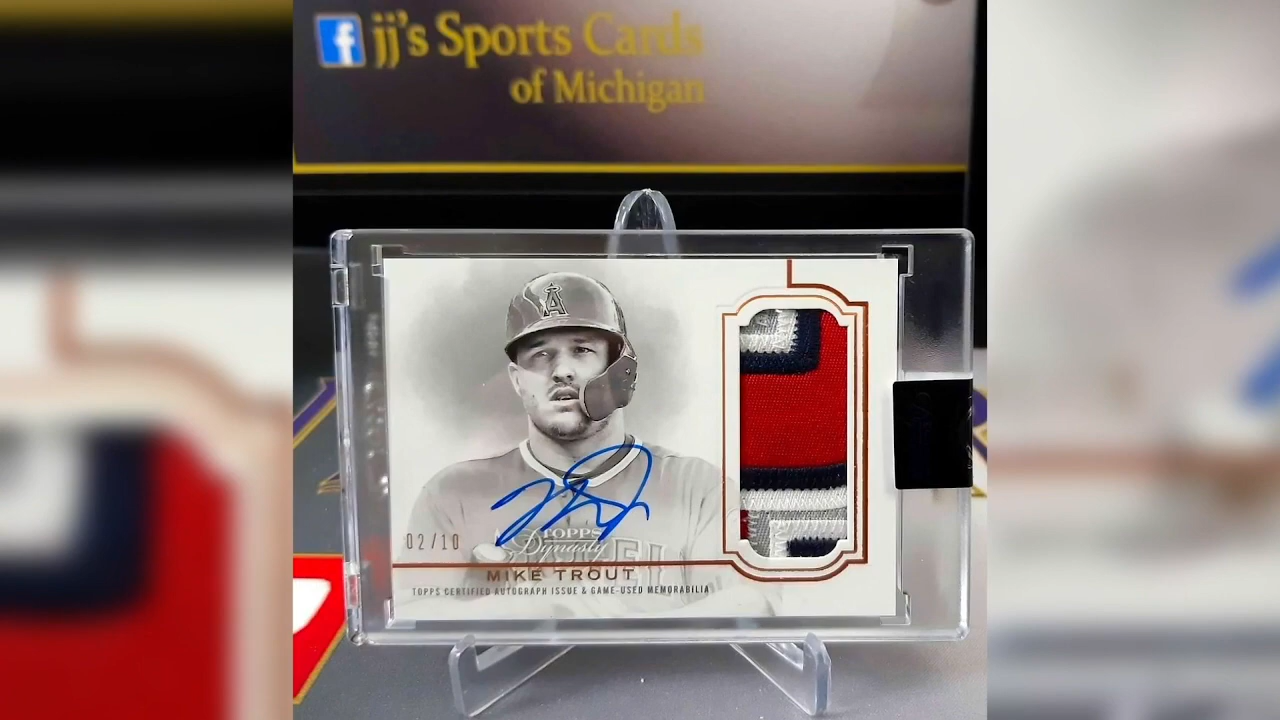 f jj's Sports Cards
of Michigan
A
02/10
TOPPS
Dynasty
MIKE TROUT
TOPPS CERTIFIED AUTOGRAPH ISSUE & GAME-USED MEMORABILIA